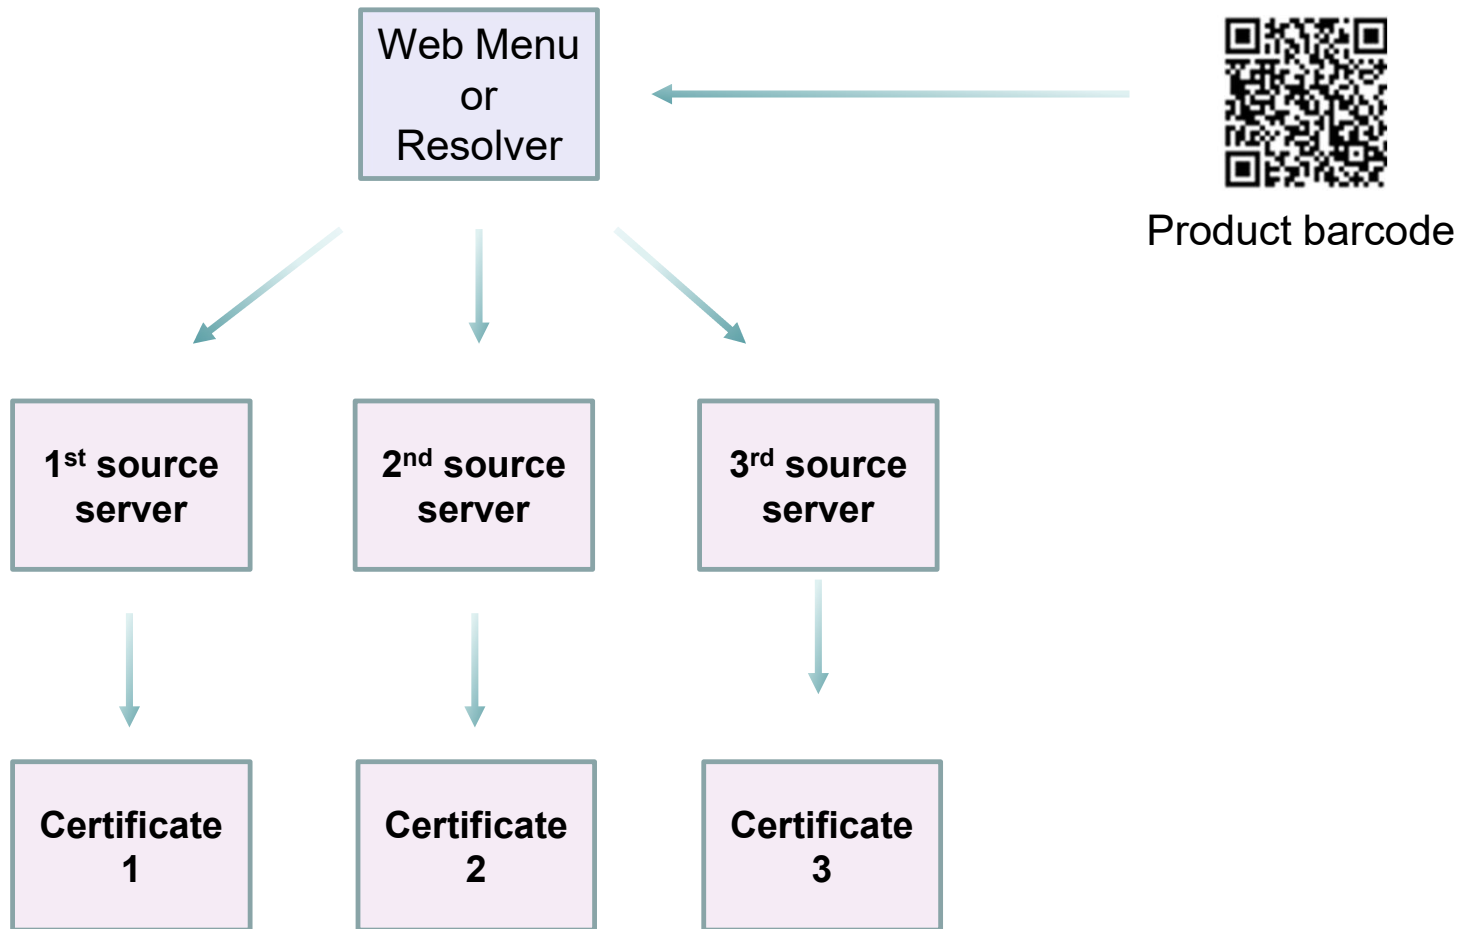 Web Menu
or
Resolver
Product barcode
1st source
server
2nd source
server
3rd source
server
Certificate
1
Certificate
2
Certificate
3